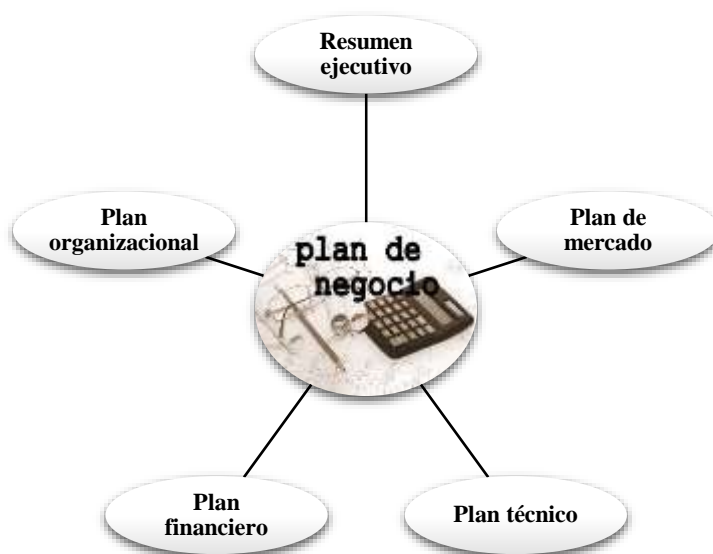 Resumen
ejecutivo
Plan
organizacional
Plan de
mercado
plan de
negocio
Plan
financiero
Plan técnico